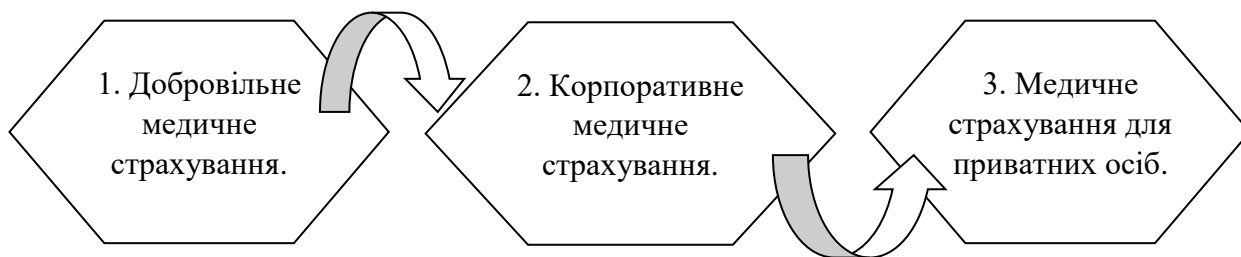 1. Добровільне
медичне
страхування.
2. Корпоративне
медичне
страхування.
3. Медичне
страхування для
приватних осіб.